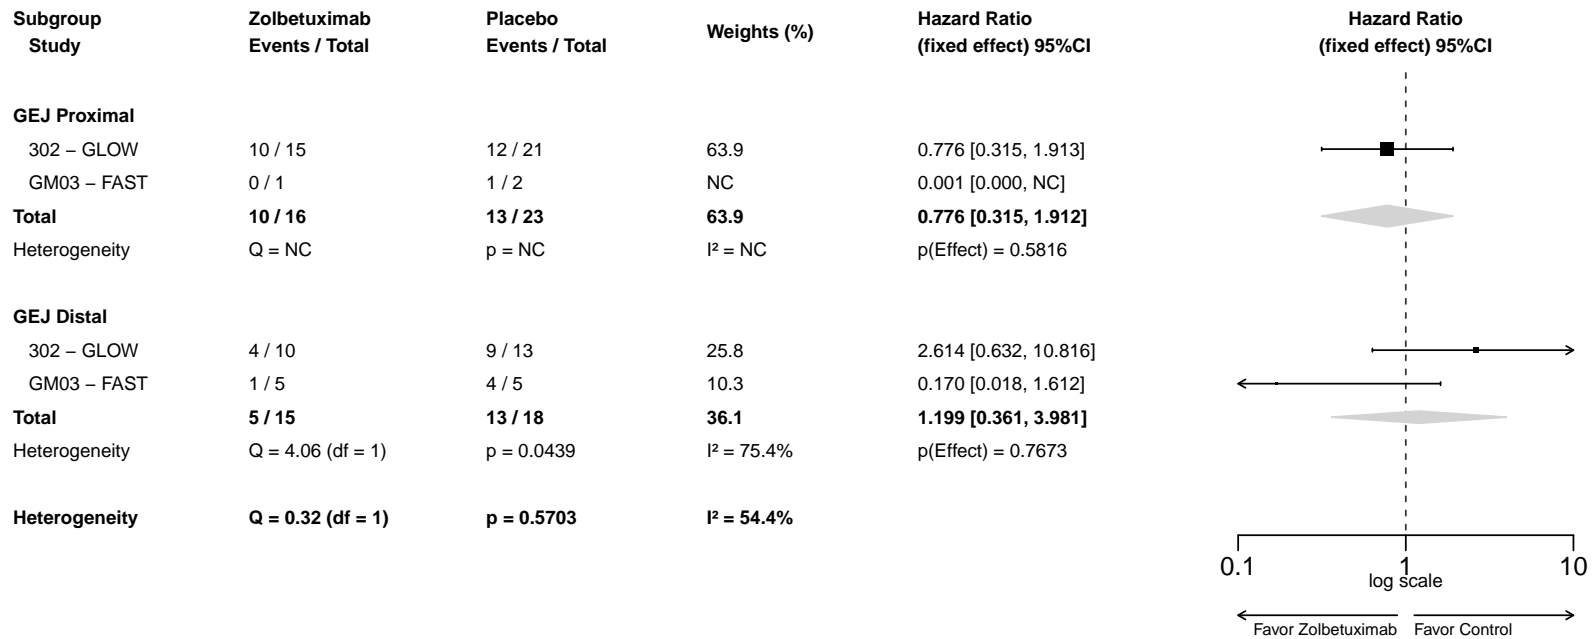 Subgroup Zolbetuximab Placebo Weights (%) Hazard Ratio Hazard Ratio
Study Events / Total Events / Total (fixed effect) 95%CI (fixed effect) 95%CI
GEJ Proximal
302 – GLOW 10 / 15 12 / 21 63.9 0.776 [0.315, 1.913]
GM03 – FAST 0 / 1 1 / 2 NC 0.001 [0.000, NC]
Total 10 / 16 13 / 23 63.9 0.776 [0.315, 1.912]
Heterogeneity Q = NC p = NC I² = NC p(Effect) = 0.5816
GEJ Distal
302 – GLOW 4 / 10 9 / 13 25.8 2.614 [0.632, 10.816]
GM03 – FAST 1 / 5 4 / 5 10.3 0.170 [0.018, 1.612]
Total 5 / 15 13 / 18 36.1 1.199 [0.361, 3.981]
Heterogeneity Q = 4.06 (df = 1) p = 0.0439 I² = 75.4% p(Effect) = 0.7673
Heterogeneity Q = 0.32 (df = 1) p = 0.5703 I² = 54.4%
0.1 1 10
log scale
Favor Zolbetuximab Favor Control